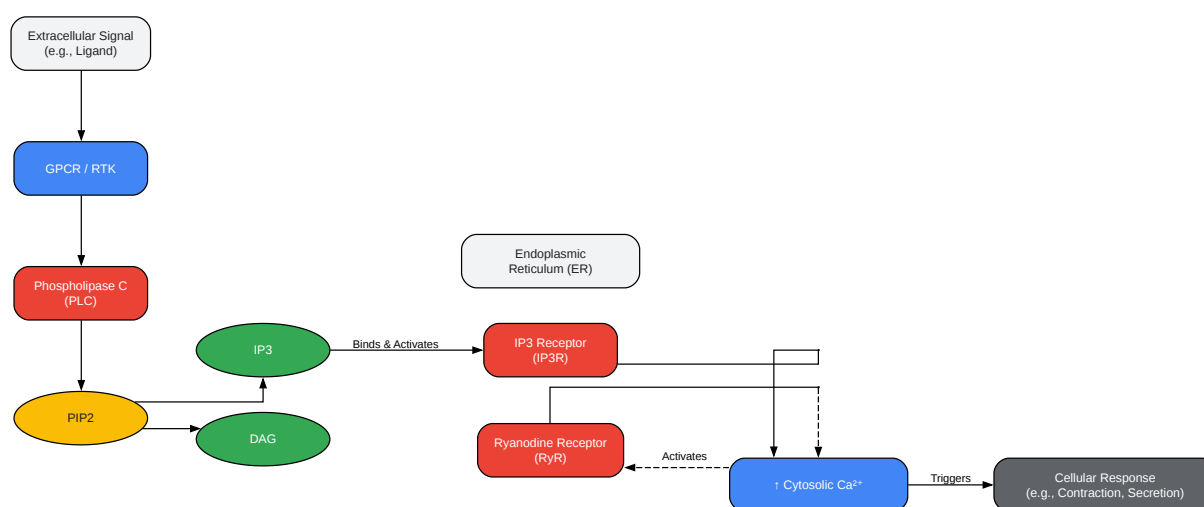 Extracellular Signal
(e.g., Ligand)
GPCR / RTK
Phospholipase C
(PLC)
PIP2
IP3
DAG
Binds & Activates
Endoplasmic
Reticulum (ER)
IP3 Receptor
(IP3R)
Ryanodine Receptor
(RyR)
Activates
↑ Cytosolic Ca²⁺
Triggers
Cellular Response
(e.g., Contraction, Secretion)